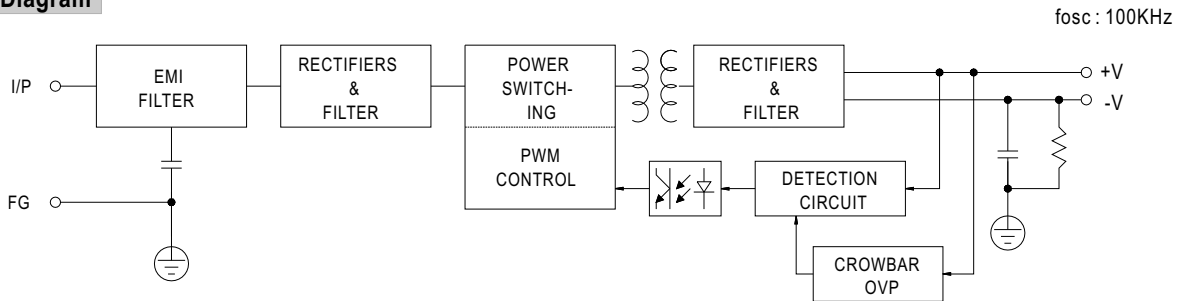 Diagram
fosc : 100KHz
I/P
EMI
FILTER
RECTIFIERS
&
FILTER
POWER
SWITCH-
ING
PWM
CONTROL
RECTIFIERS
&
FILTER
+V
-V
DETECTION
CIRCUIT
FG
CROWBAR
OVP